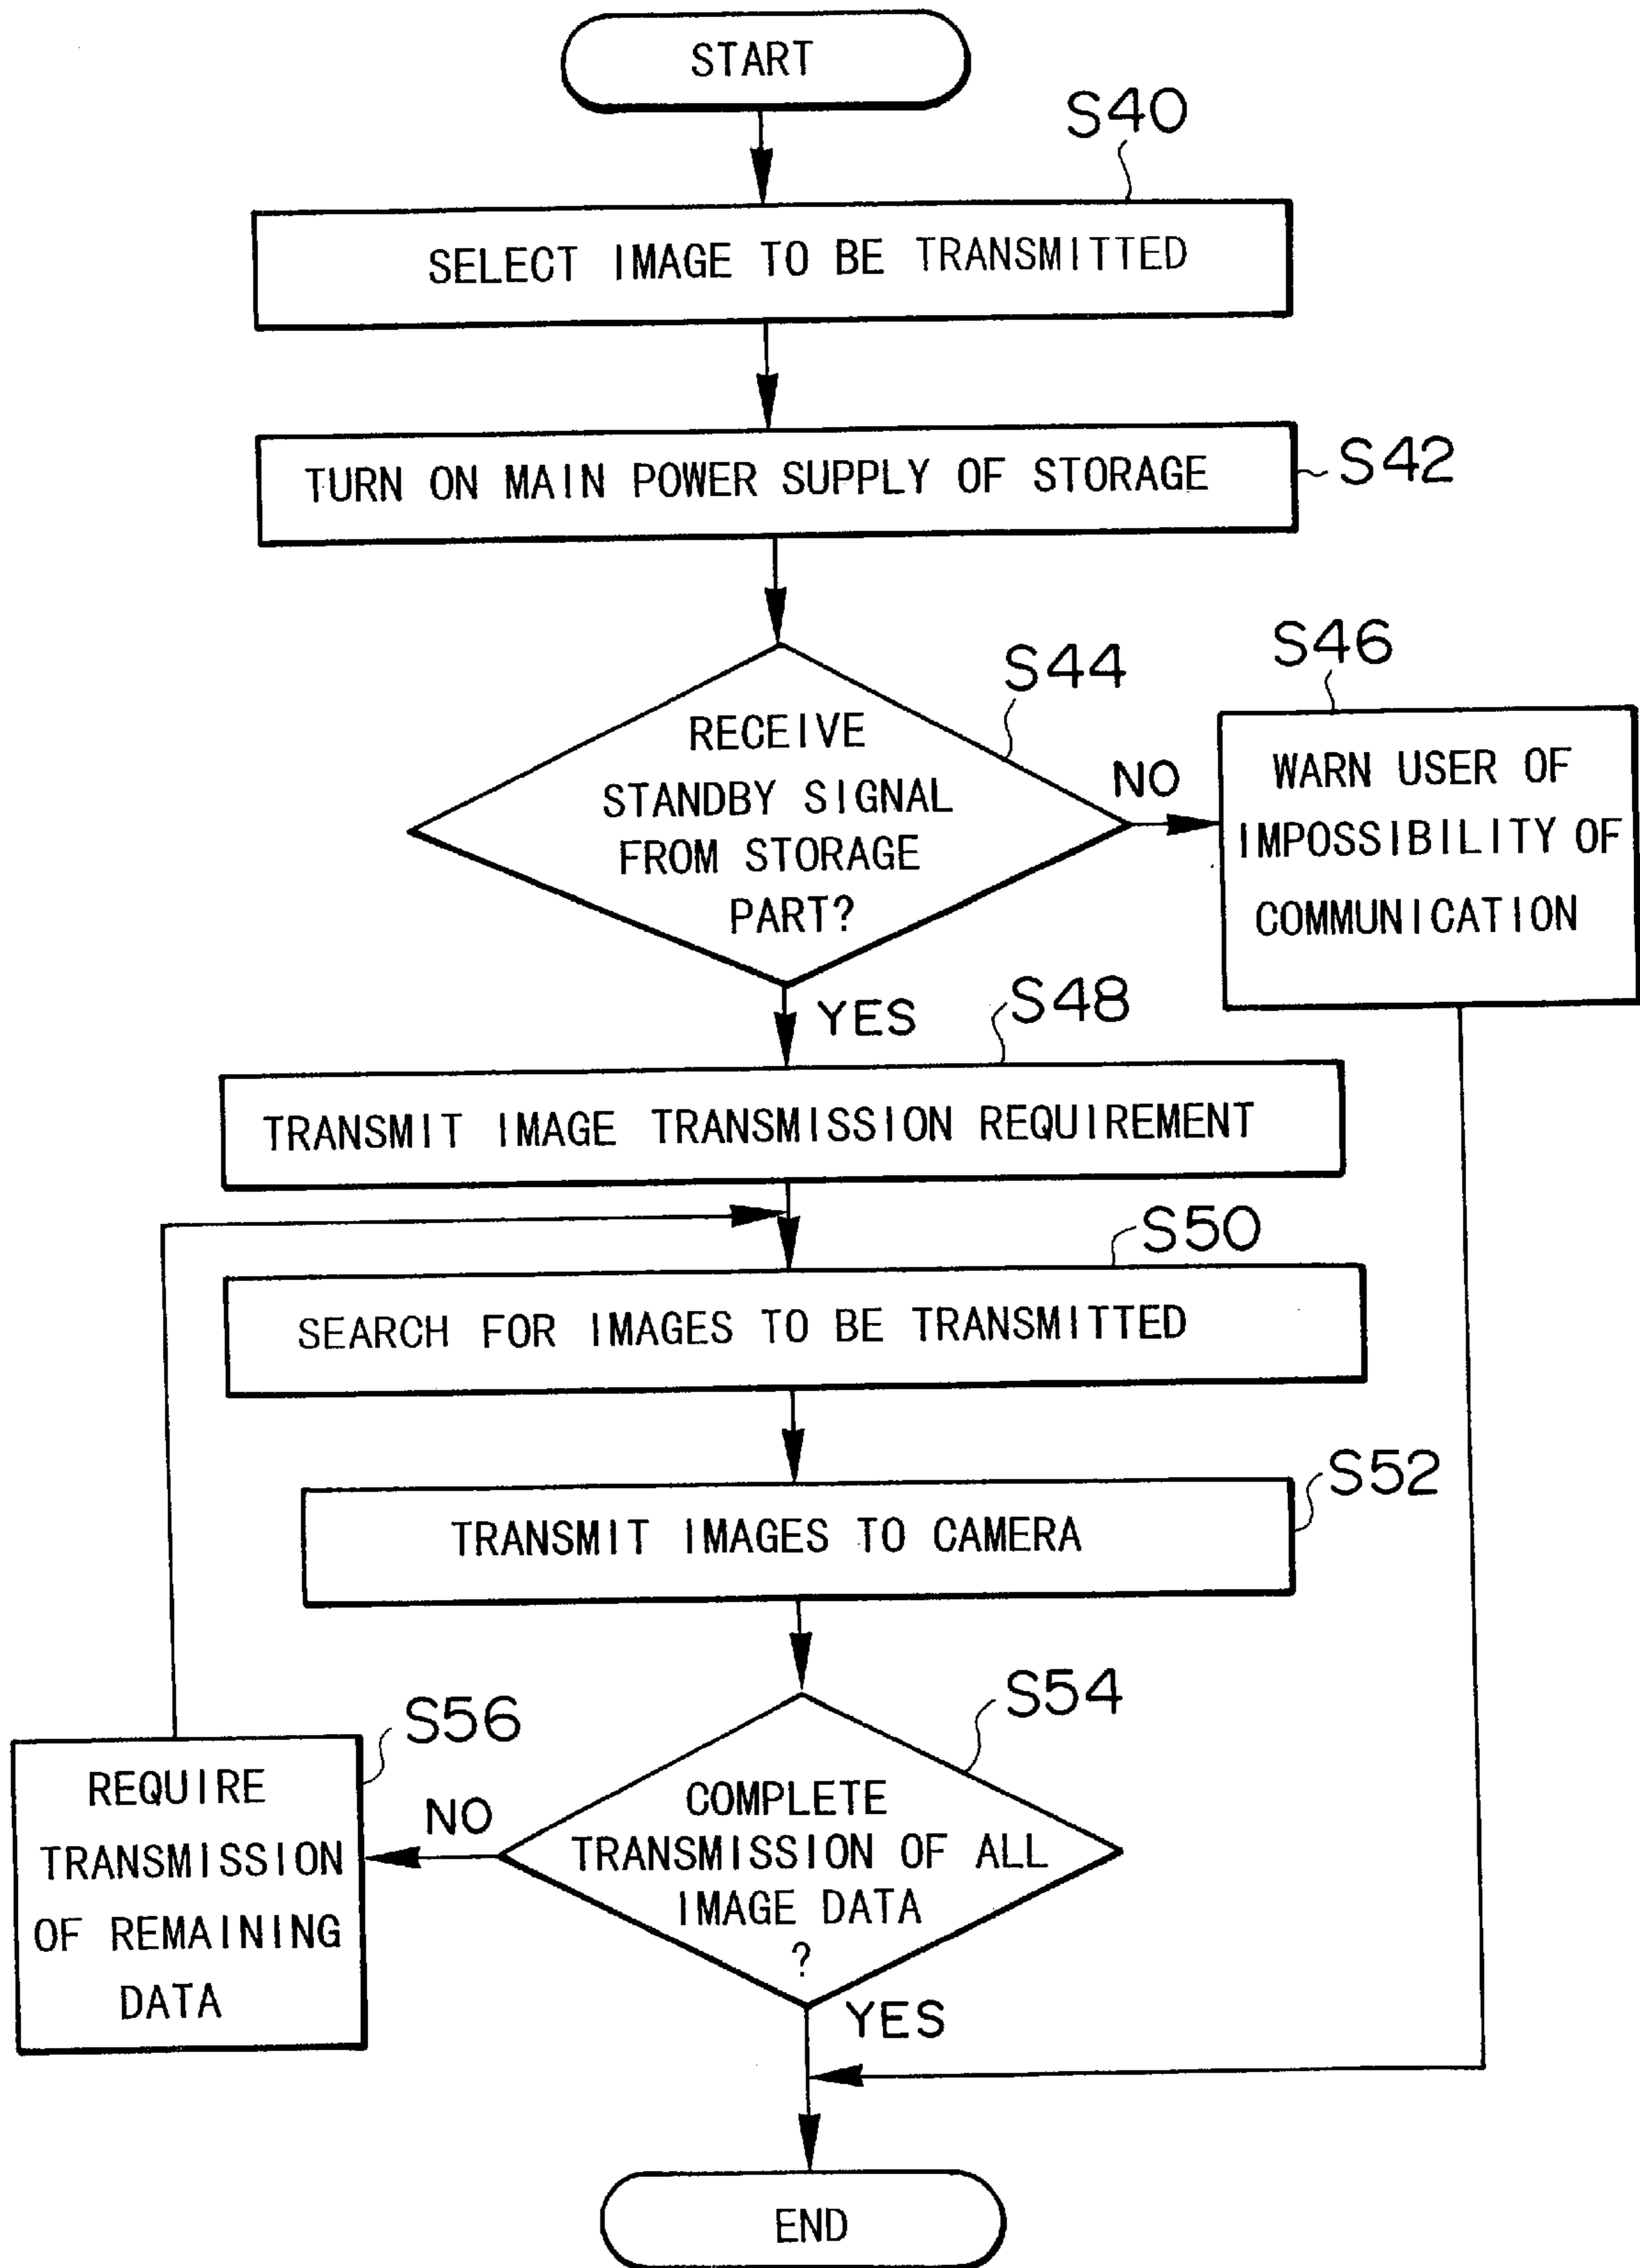 START
S40
SELECT IMAGE TO BE TRANSMITTED
TURN ON MAIN POWER SUPPLY OF STORAGE
S42
S44
RECEIVE
STANDBY SIGNAL
FROM STORAGE
PART?
NO
S46
WARN USER OF
IMPOSSIBILITY OF
COMMUNICATION
YES
S48
TRANSMIT IMAGE TRANSMISSION REQUIREMENT
S50
SEARCH FOR IMAGES TO BE TRANSMITTED
S52
TRANSMIT IMAGES TO CAMERA
S54
COMPLETE
TRANSMISSION OF ALL
IMAGE DATA
?
NO
S56
REQUIRE
TRANSMISSION
OF REMAINING
DATA
YES
END